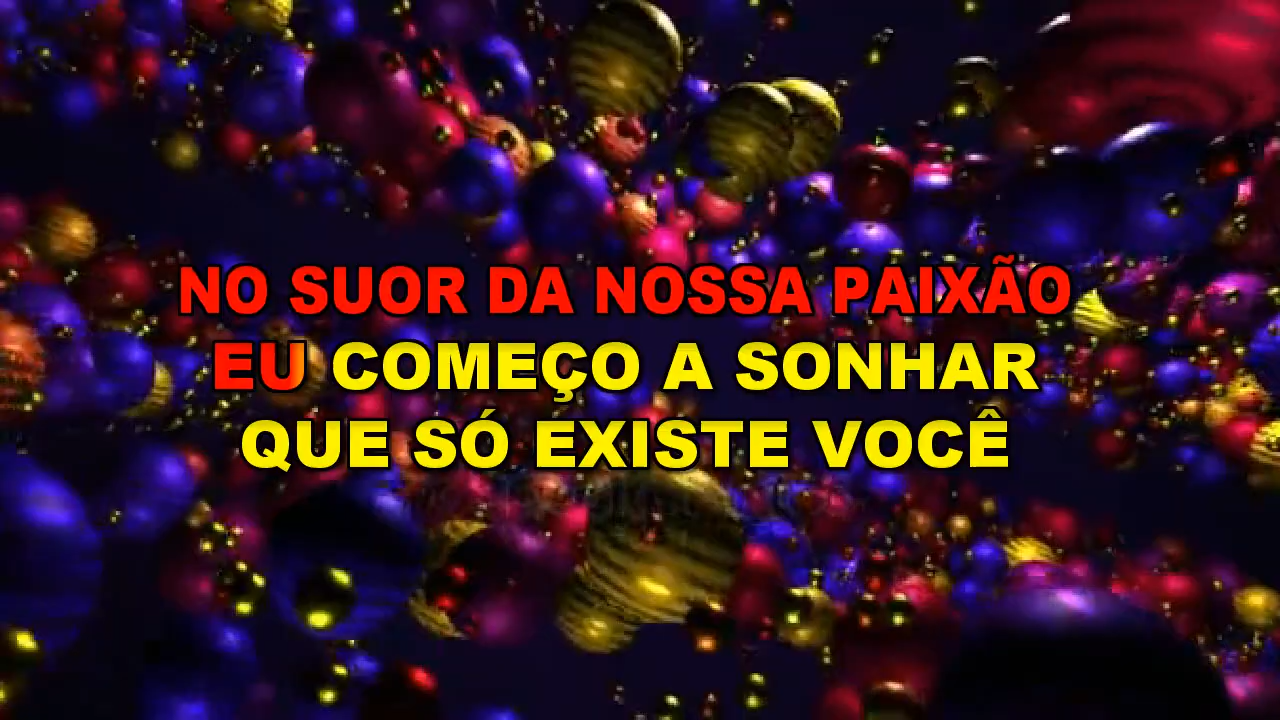 NO SUOR DA NOSSA PAIXÃO
EU COMEÇO A SONHAR
QUE SÓ EXISTE VOCÊ